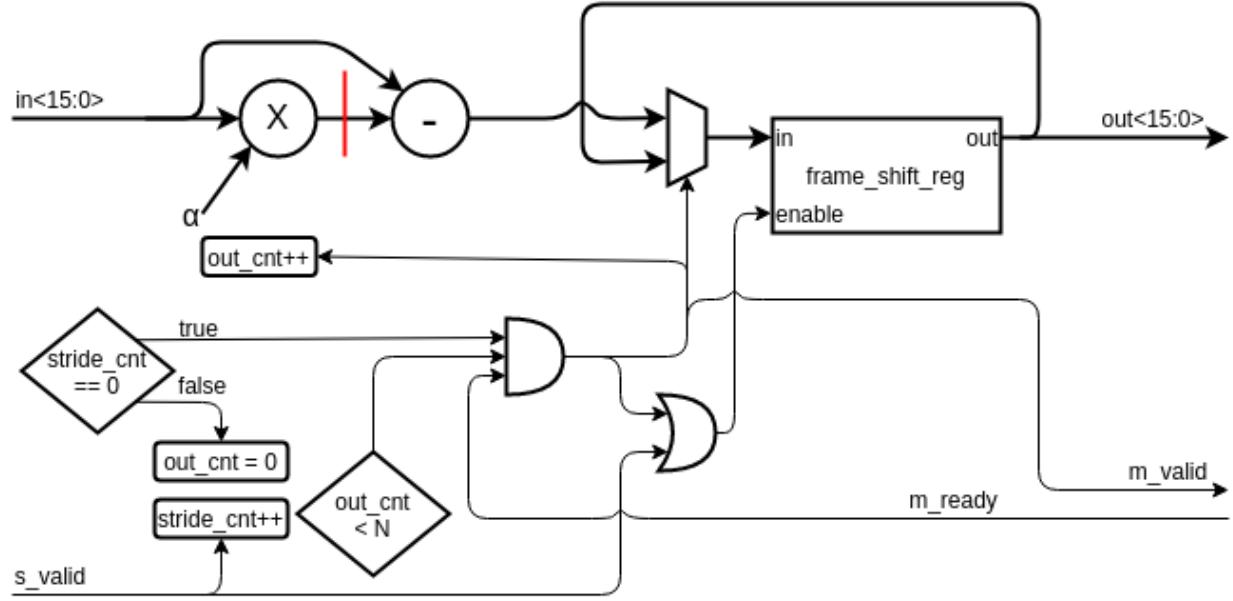 in<15:0>
X
-
α
in
out
frame_shift_reg
enable
out<15:0>
out_cnt++
stride_cnt
== 0
true
false
out_cnt = 0
stride_cnt++
out_cnt
< N
m_valid
m_ready
s_valid